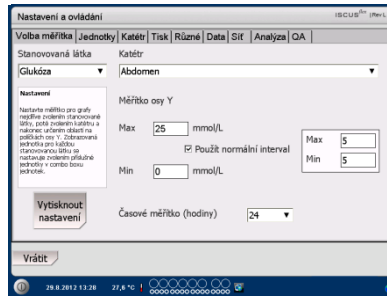 Nastavení a ovládání
ISCUSflex (Rev
Volba měřítka Jednotky Katétr Tisk Různé Data Síť Analýza QA
Stanovovaná látka Katétr
Glukóza Abdomen
Nastavení
Nastavte měřítko pro grafy
nejdříve zvolením stanovované
látky, poté zvolením katétru a
nakonec určením oblasti na
políčkách osy Y. Zobrazovaná
jednotka pro každou
stanovovanou látku se
nastavuje zvolením příslušné
jednotky v combo boxu
jednotek.
Měřítko osy Y
Max 25 mmol/L
Použít normální interval
Min 0 mmol/L
Max 5
Min 5
Vytisknout
nastavení
Časové měřítko (hodiny) 24
Vrátit
29.8.2012 13:28 27,6 °C